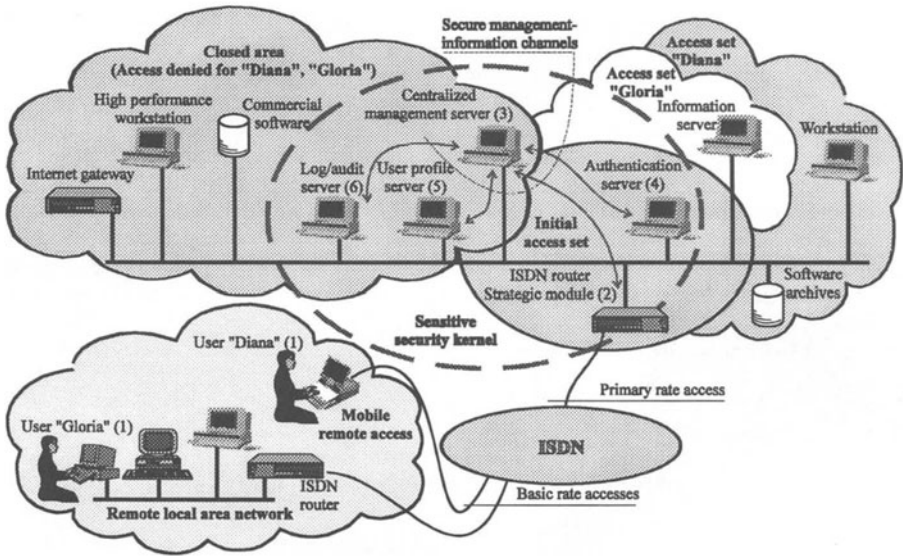 Secure management-
information channels
Closed area
(Access denied for "Diana", "Gloria")
Access set
"Diana"
Access set
"Gloria"
High performance
workstation
Commercial
software
Centralized
management server (3)
Information
server
Workstation
Internet gateway
Log/audit
server (6)
User profile
server (5)
Authentication
server (4)
Initial
access set
ISDN router
Strategic module (2)
Software
archives
Sensitive
security kernel
User "Diana" (1)
Mobile
remote access
User "Gloria" (1)
ISDN
router
Remote local area network
Primary rate access
ISDN
Basic rate accesses